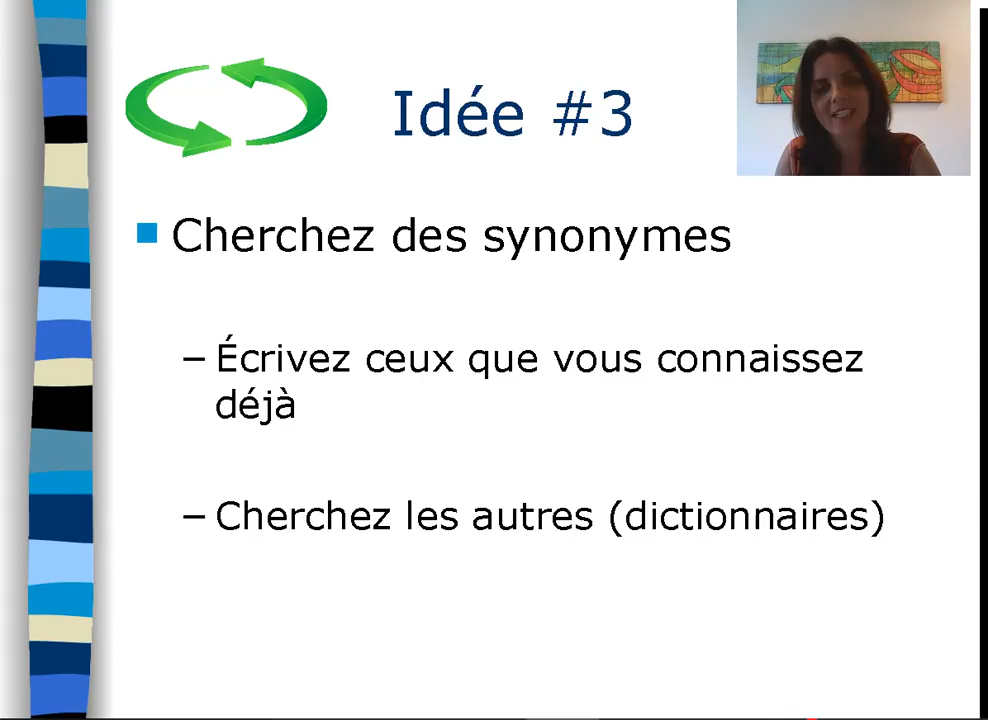 Idée #3
Cherchez des synonymes
– Écrivez ceux que vous connaissez
déjà
– Cherchez les autres (dictionnaires)